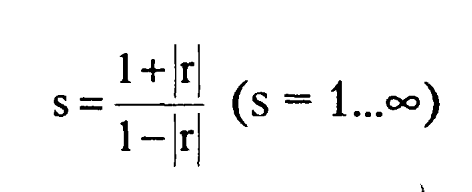 s = (1+|r|)/(1−|r|) (s = 1...∞)